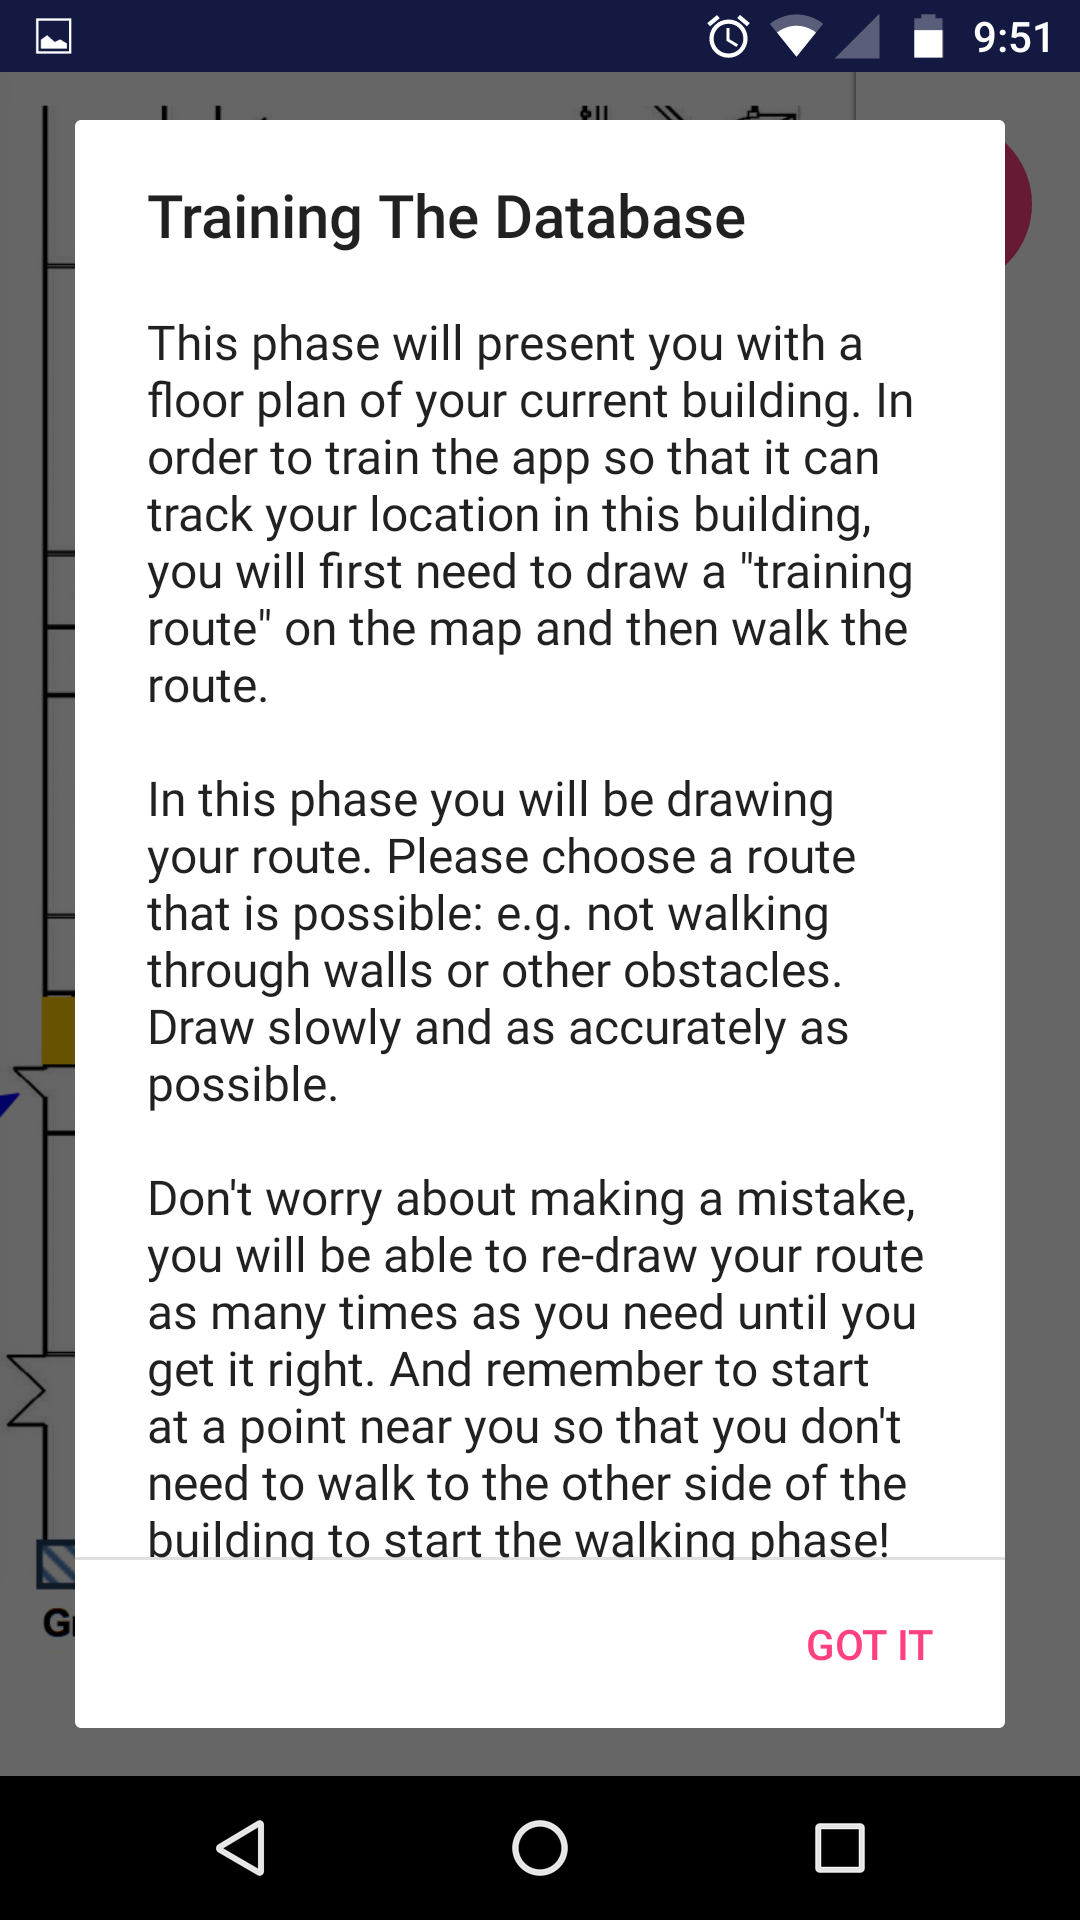 9:51
Training The Database
This phase will present you with a
floor plan of your current building. In
order to train the app so that it can
track your location in this building,
you will first need to draw a "training
route" on the map and then walk the
route.
In this phase you will be drawing
your route. Please choose a route
that is possible: e.g. not walking
through walls or other obstacles.
Draw slowly and as accurately as
possible.
Don't worry about making a mistake,
you will be able to re-draw your route
as many times as you need until you
get it right. And remember to start
at a point near you so that you don't
need to walk to the other side of the
building to start the walking phase!
GOT IT